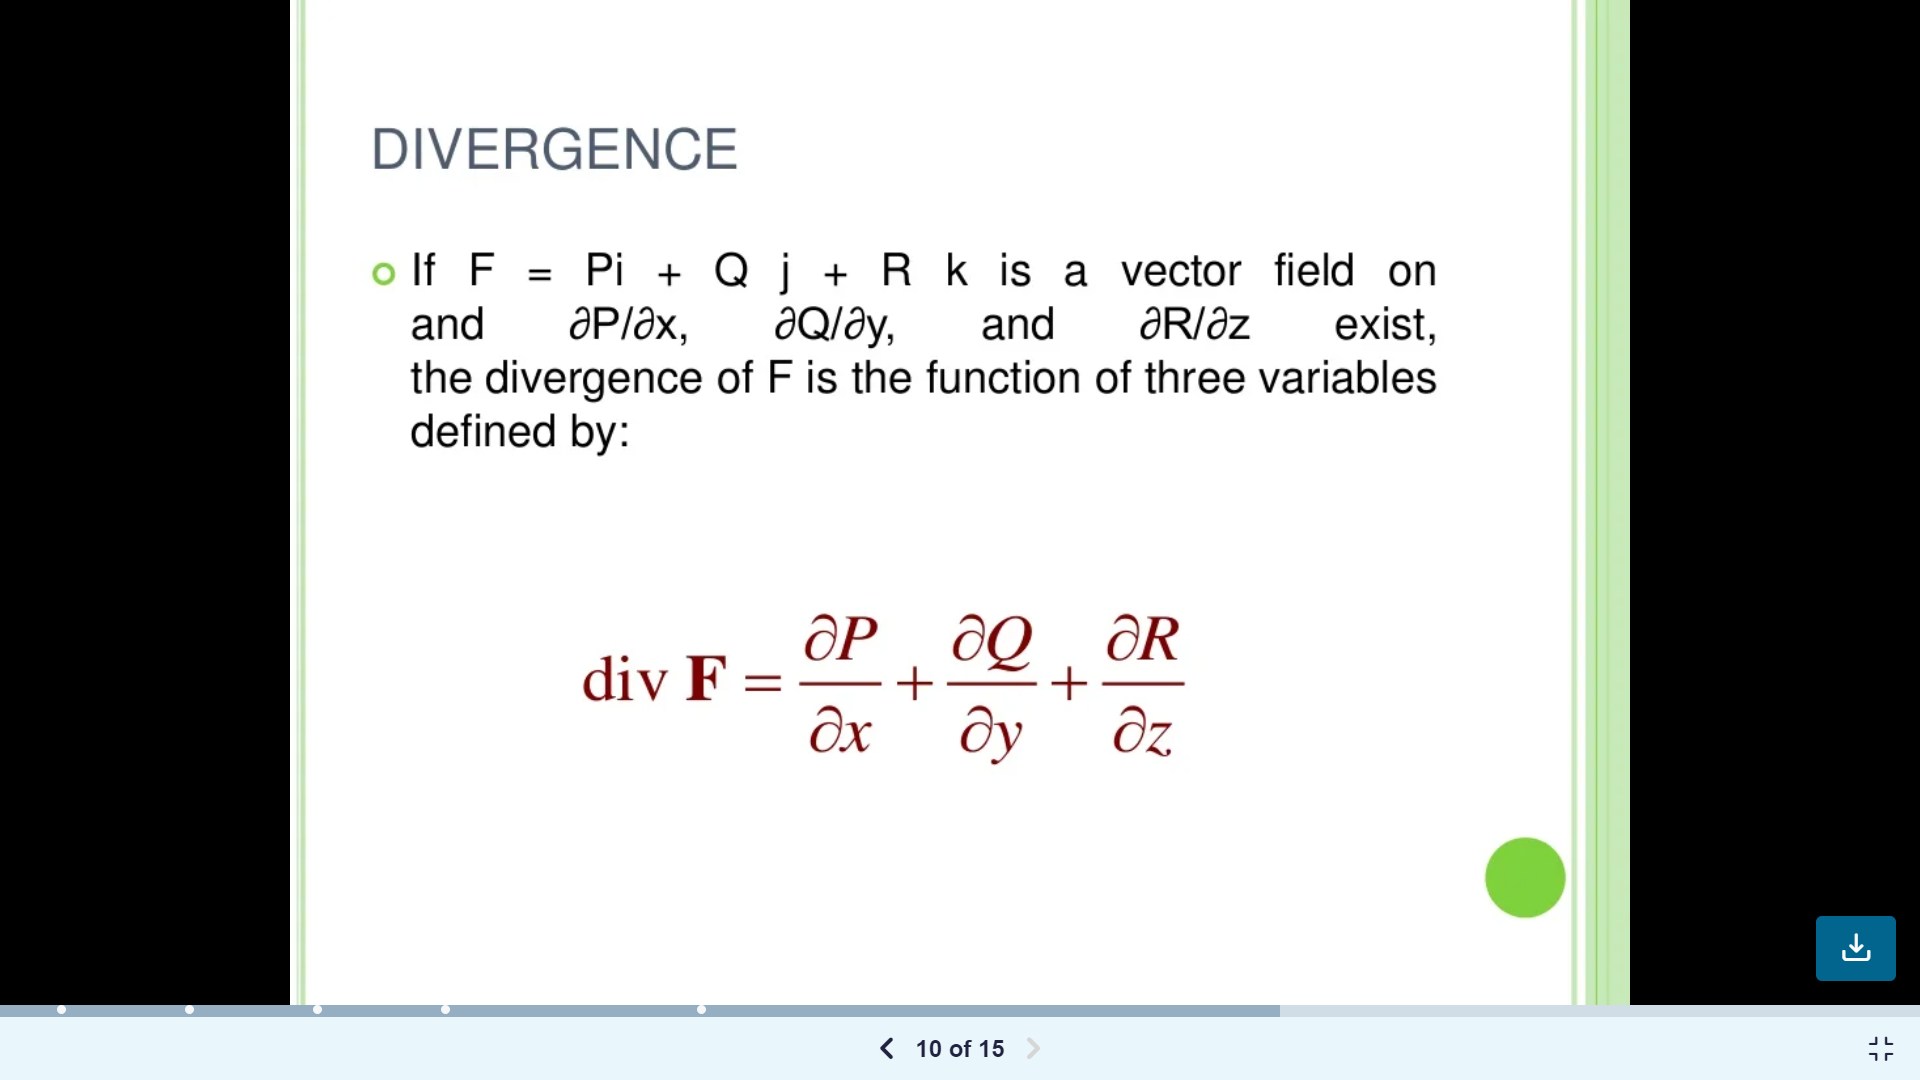 DIVERGENCE
If F = Pi + Q j + R k is a vector field on
and ∂P/∂x, ∂Q/∂y, and ∂R/∂z exist,
the divergence of F is the function of three variables
defined by:
div F = ∂P/∂x + ∂Q/∂y + ∂R/∂z
10 of 15